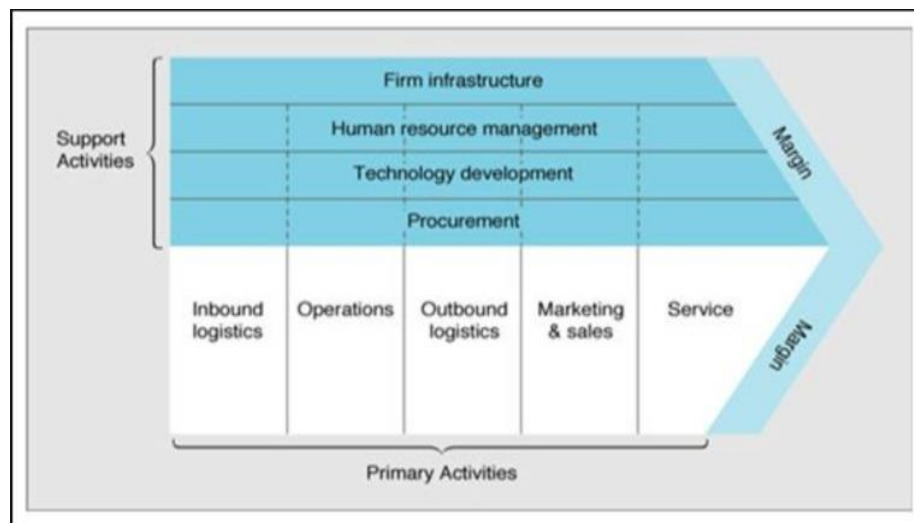 Firm infrastructure
Support
Activities
Human resource management
Technology development
Procurement
Margin
Inbound
logistics
Operations
Outbound
logistics
Marketing
& sales
Service
Margin
Primary Activities